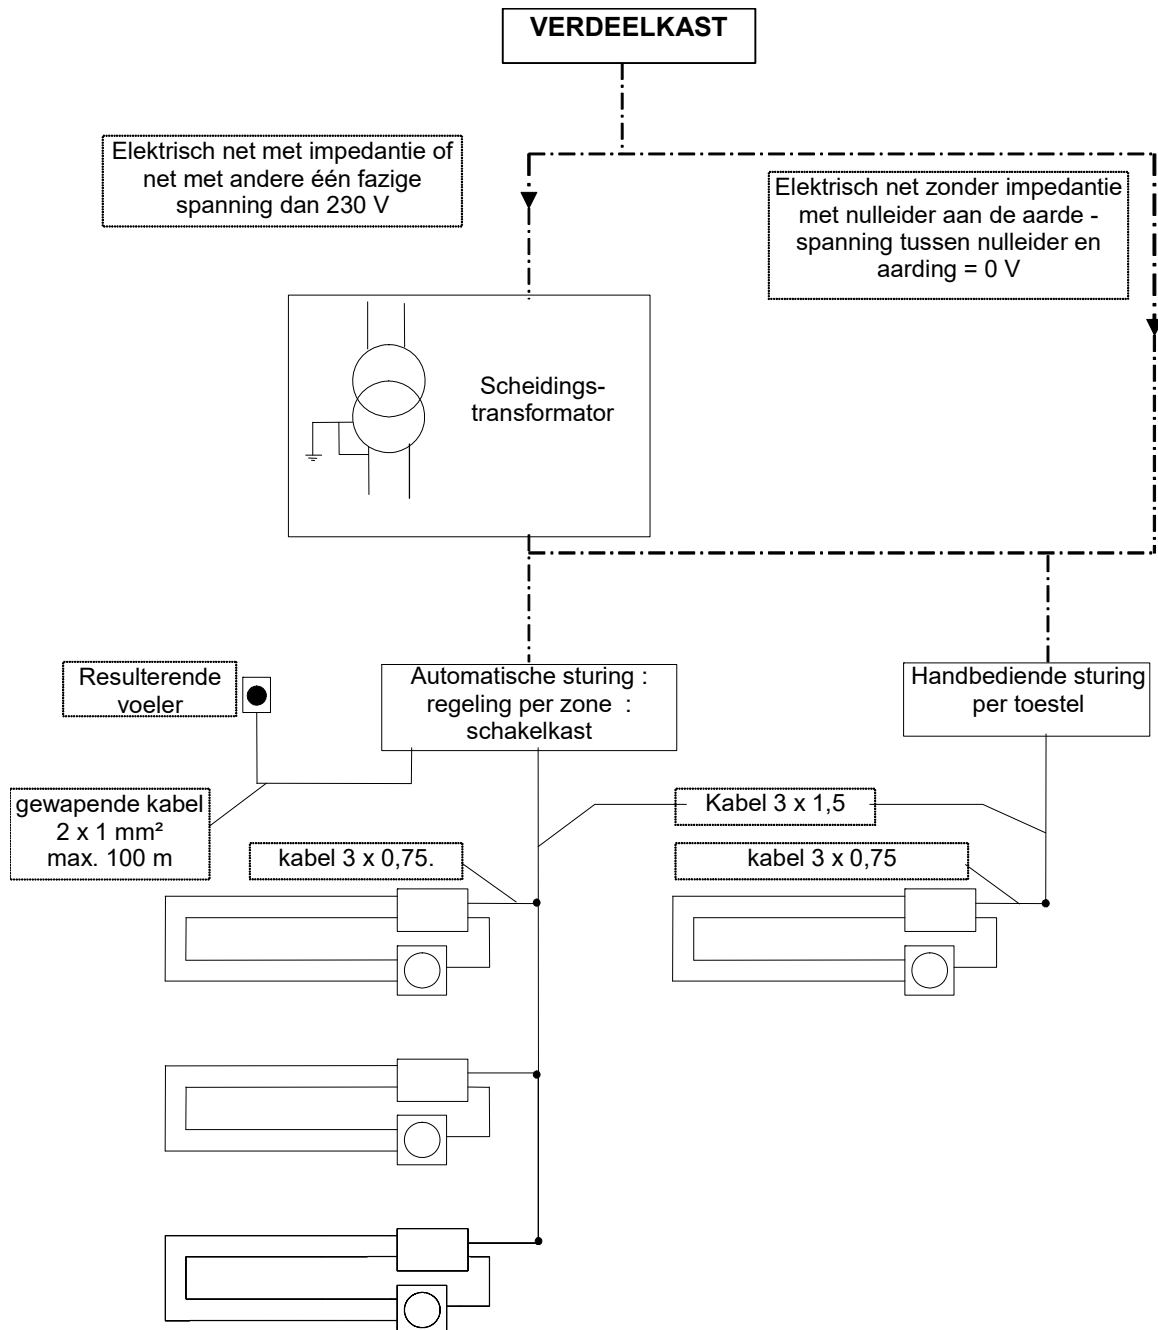 VERDEELKAST
Elektrisch net met impedantie of
net met andere één fazige
spanning dan 230 V
Elektrisch net zonder impedantie
met nulleider aan de aarde -
spanning tussen nulleider en
aarding = 0 V
Scheidings-
transformator
Resulterende
voeler
Automatische sturing :
regeling per zone :
schakelkast
Handbediende sturing
per toestel
gewapende kabel
2 x 1 mm²
max. 100 m
Kabel 3 x 1,5
kabel 3 x 0,75.
kabel 3 x 0,75